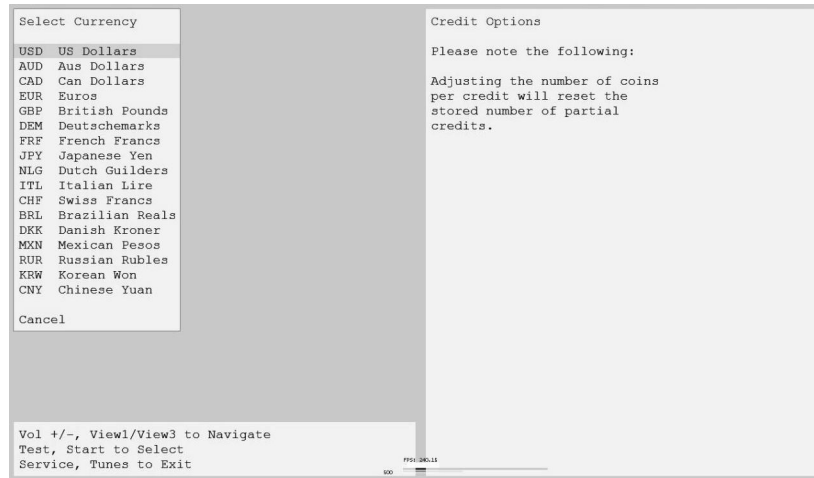 Select Currency
USD US Dollars
AUD Aus Dollars
CAD Can Dollars
EUR Euros
GBP British Pounds
DEM Deutschemarks
FRF French Francs
JPY Japanese Yen
NLG Dutch Guilders
ITL Italian Lire
CHF Swiss Francs
BRL Brazilian Reals
DKK Danish Kroner
MXN Mexican Pesos
RUR Russian Rubles
KRW Korean Won
CNY Chinese Yuan
Cancel
Vol +/-, View1/View3 to Navigate
Test, Start to Select
Service, Tunes to Exit
Credit Options
Please note the following:
Adjusting the number of coins
per credit will reset the
stored number of partial
credits.
FPS: 240.15
500